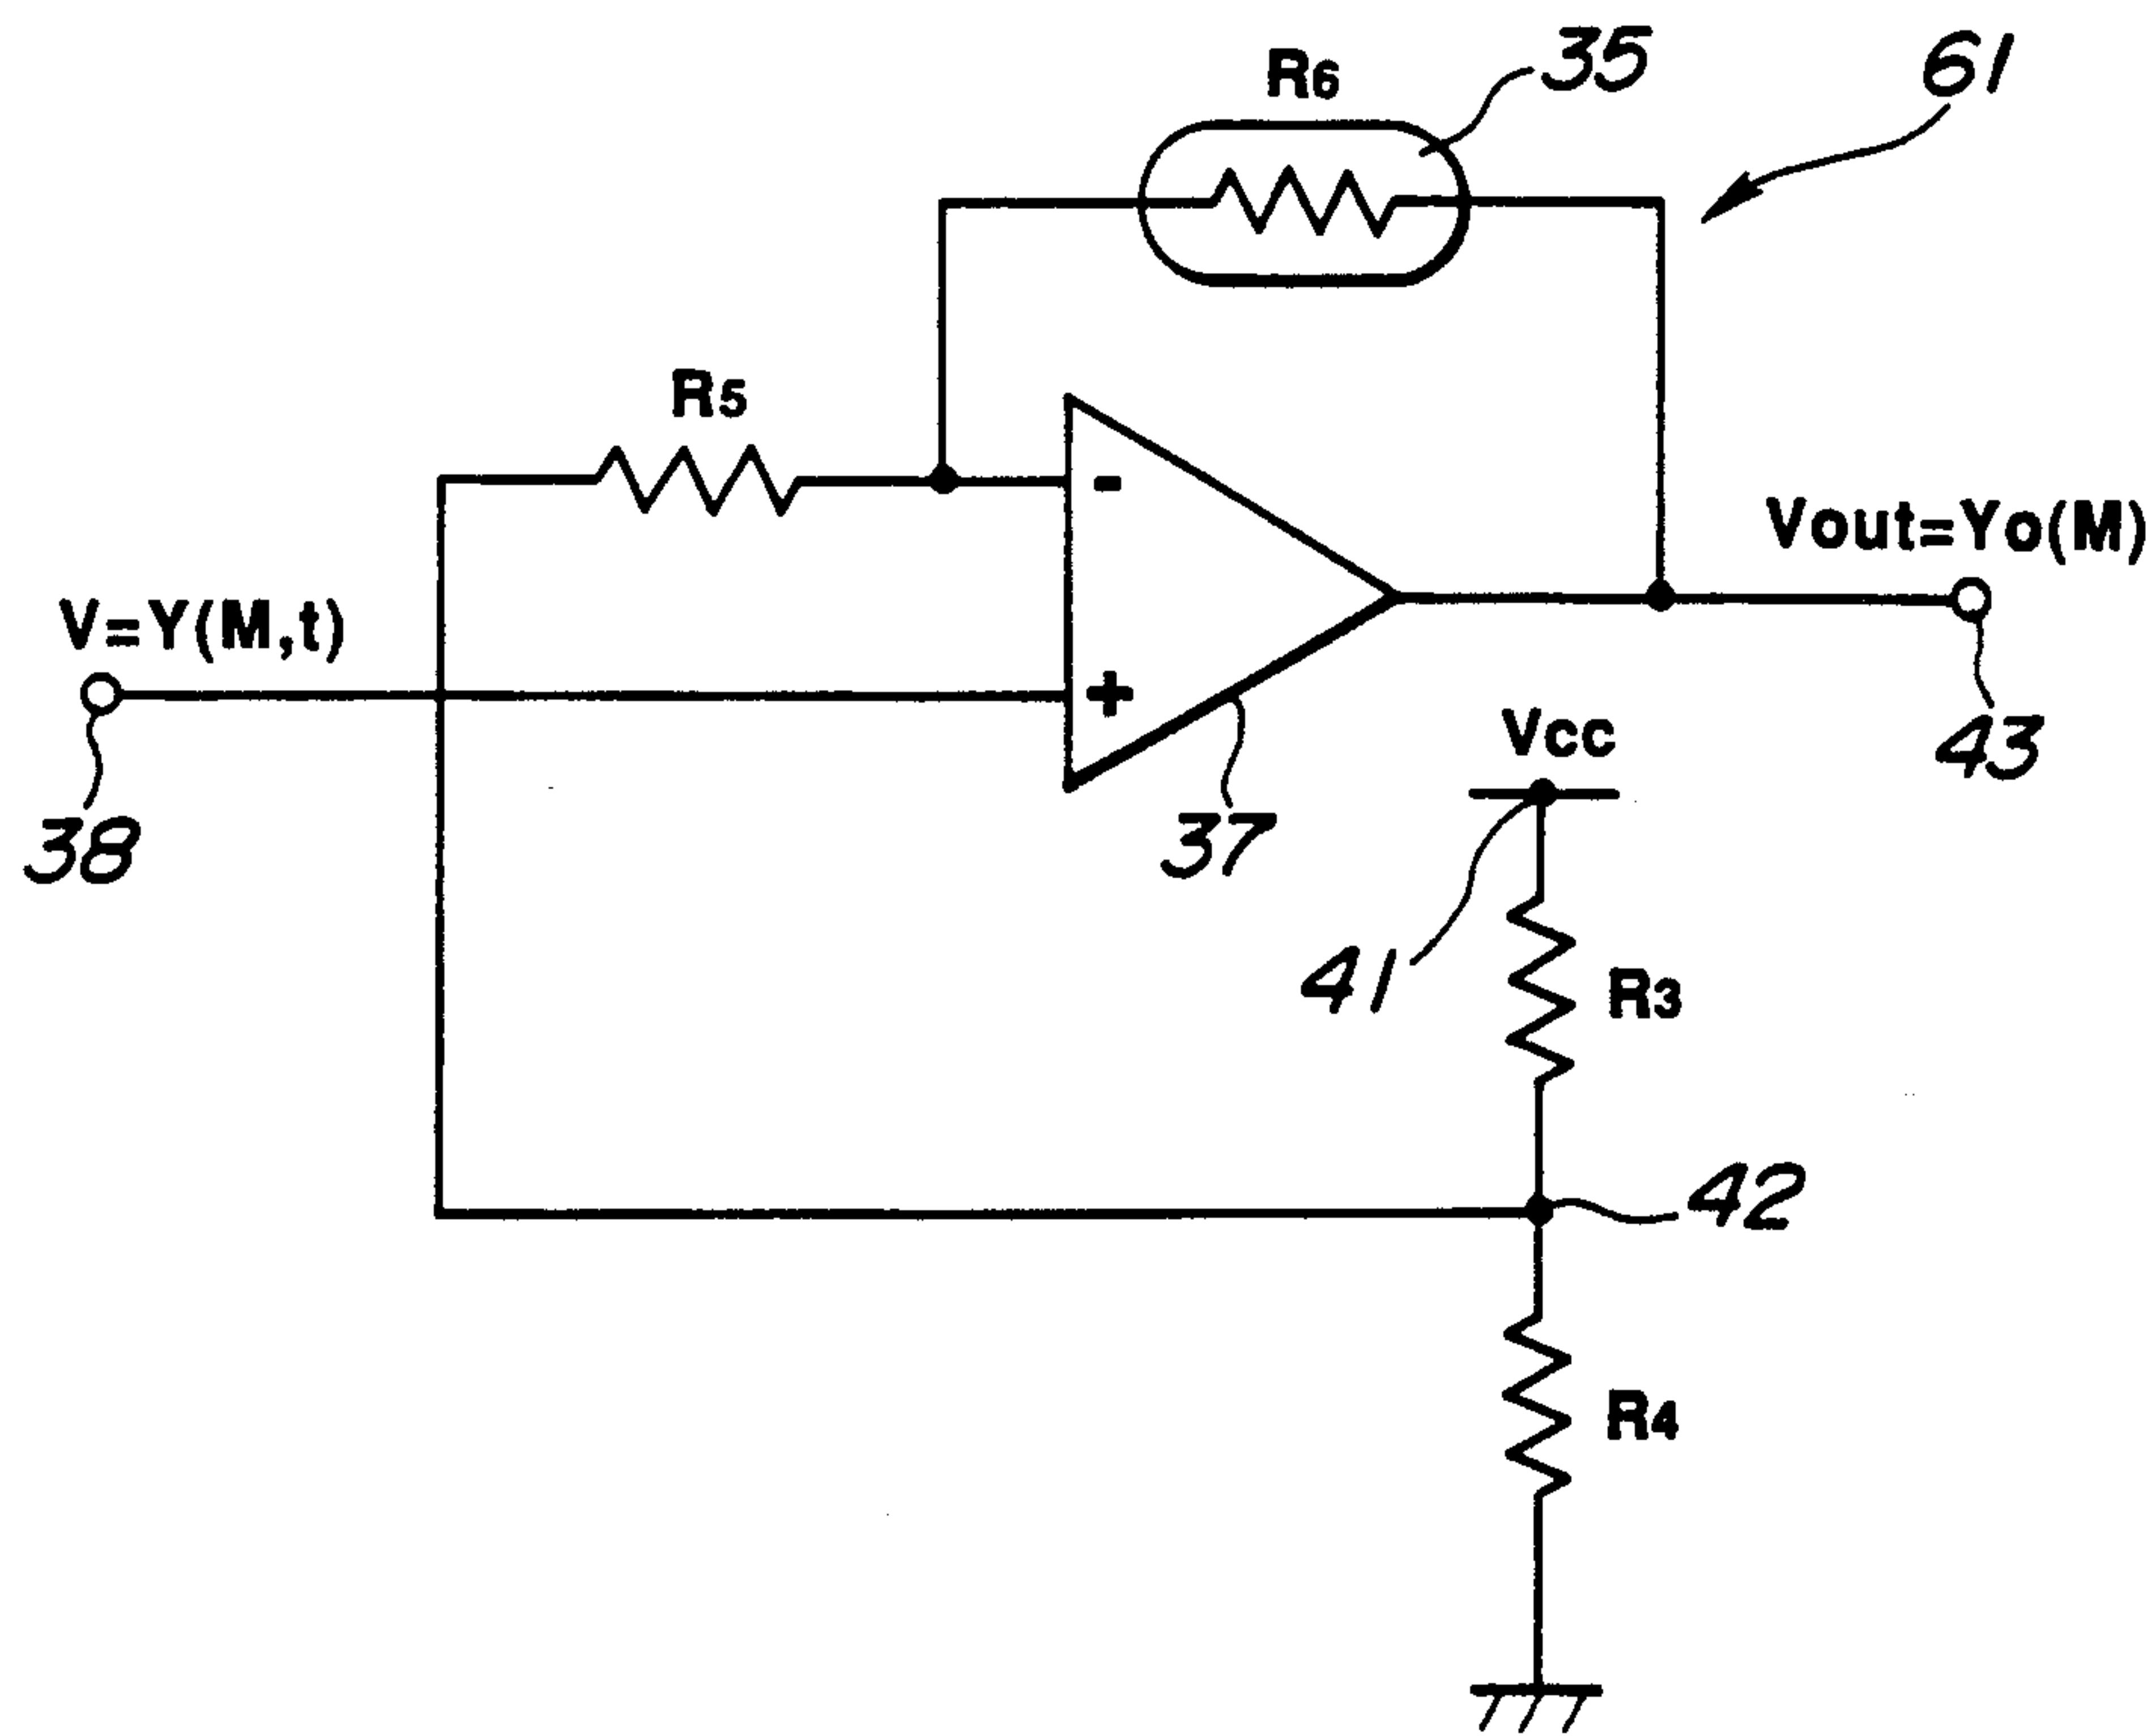 R6
35
61
R5
-
Vout=Yo(M)
V=Y(M,t)
+
38
37
Vcc
43
41
R3
42
R4